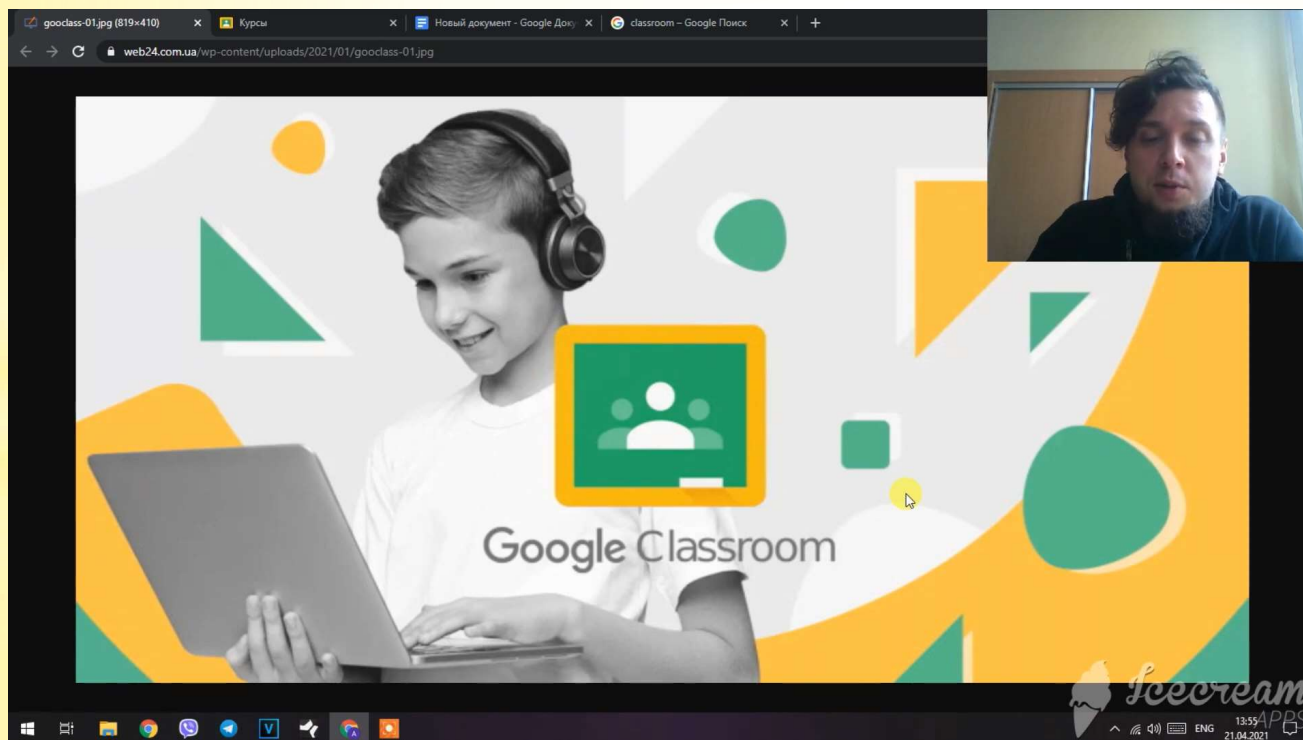 gooclass-01.jpg (819×410)
Курсы
Новый документ - Google Доку
classroom – Google Поиск
web24.com.ua/wp-content/uploads/2021/01/gooclass-01.jpg
Google Classroom
Icecream
APPS
ENG
13:55
21.04.2021